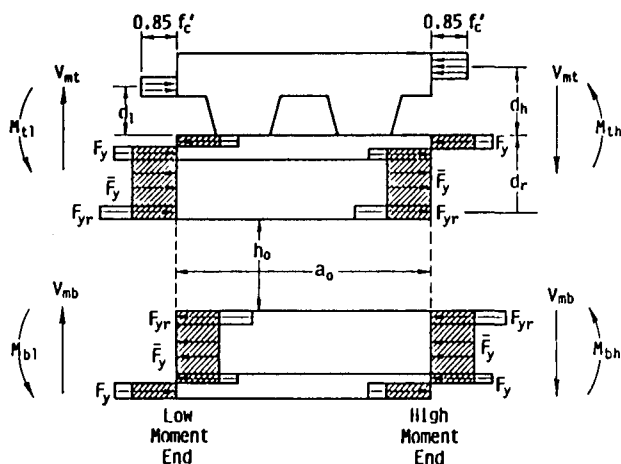 0.85 f'c 0.85 f'c
Vmt Vmt
dl dh
Mtl Mth
Fy Fy
F̄y F̄y dr
Fyr Fyr
ho
ao
Vmb Vmb
Fyr Fyr
Mbl F̄y F̄y Mbh
Fy Fy
Low High
Moment Moment
End End